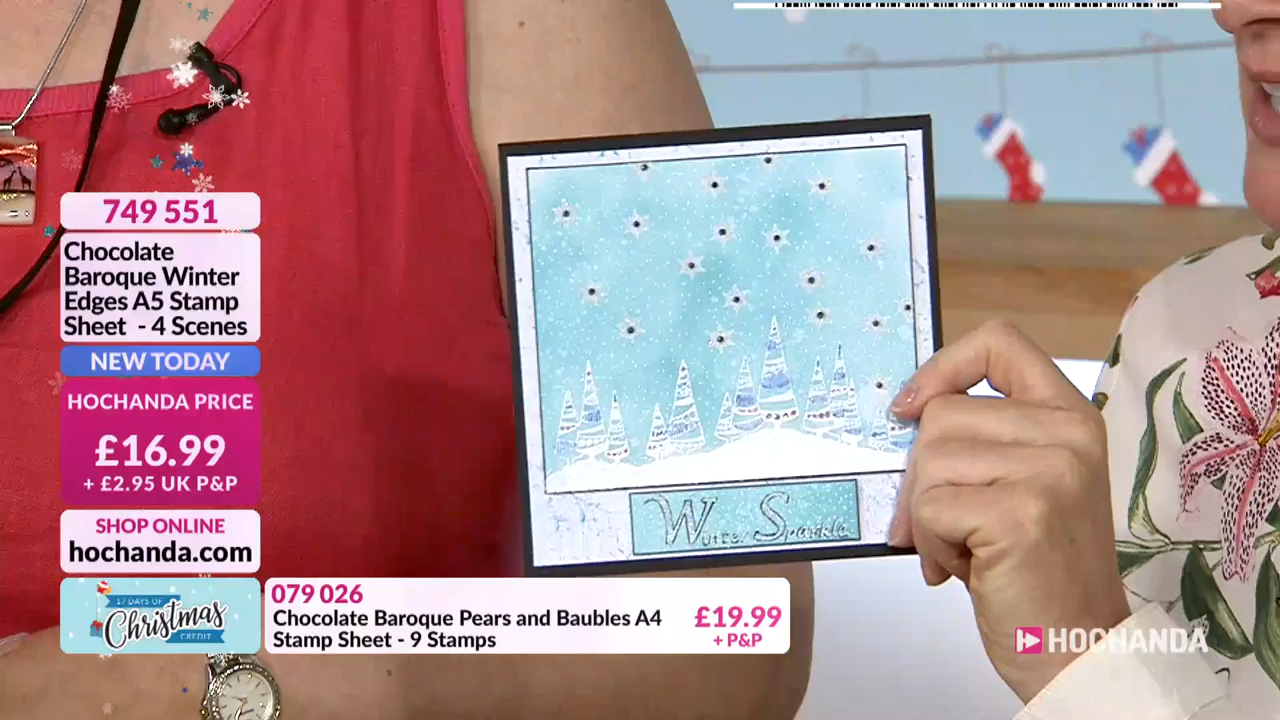 749 551
Chocolate
Baroque Winter
Edges A5 Stamp
Sheet - 4 Scenes
NEW TODAY
HOCHANDA PRICE
£16.99
+ £2.95 UK P&P
SHOP ONLINE
hochanda.com
17 DAYS OF
Christmas
CREDIT
079 026
Chocolate Baroque Pears and Baubles A4
Stamp Sheet - 9 Stamps
£19.99
+ P&P
Winter Sparkle
HOCHANDA